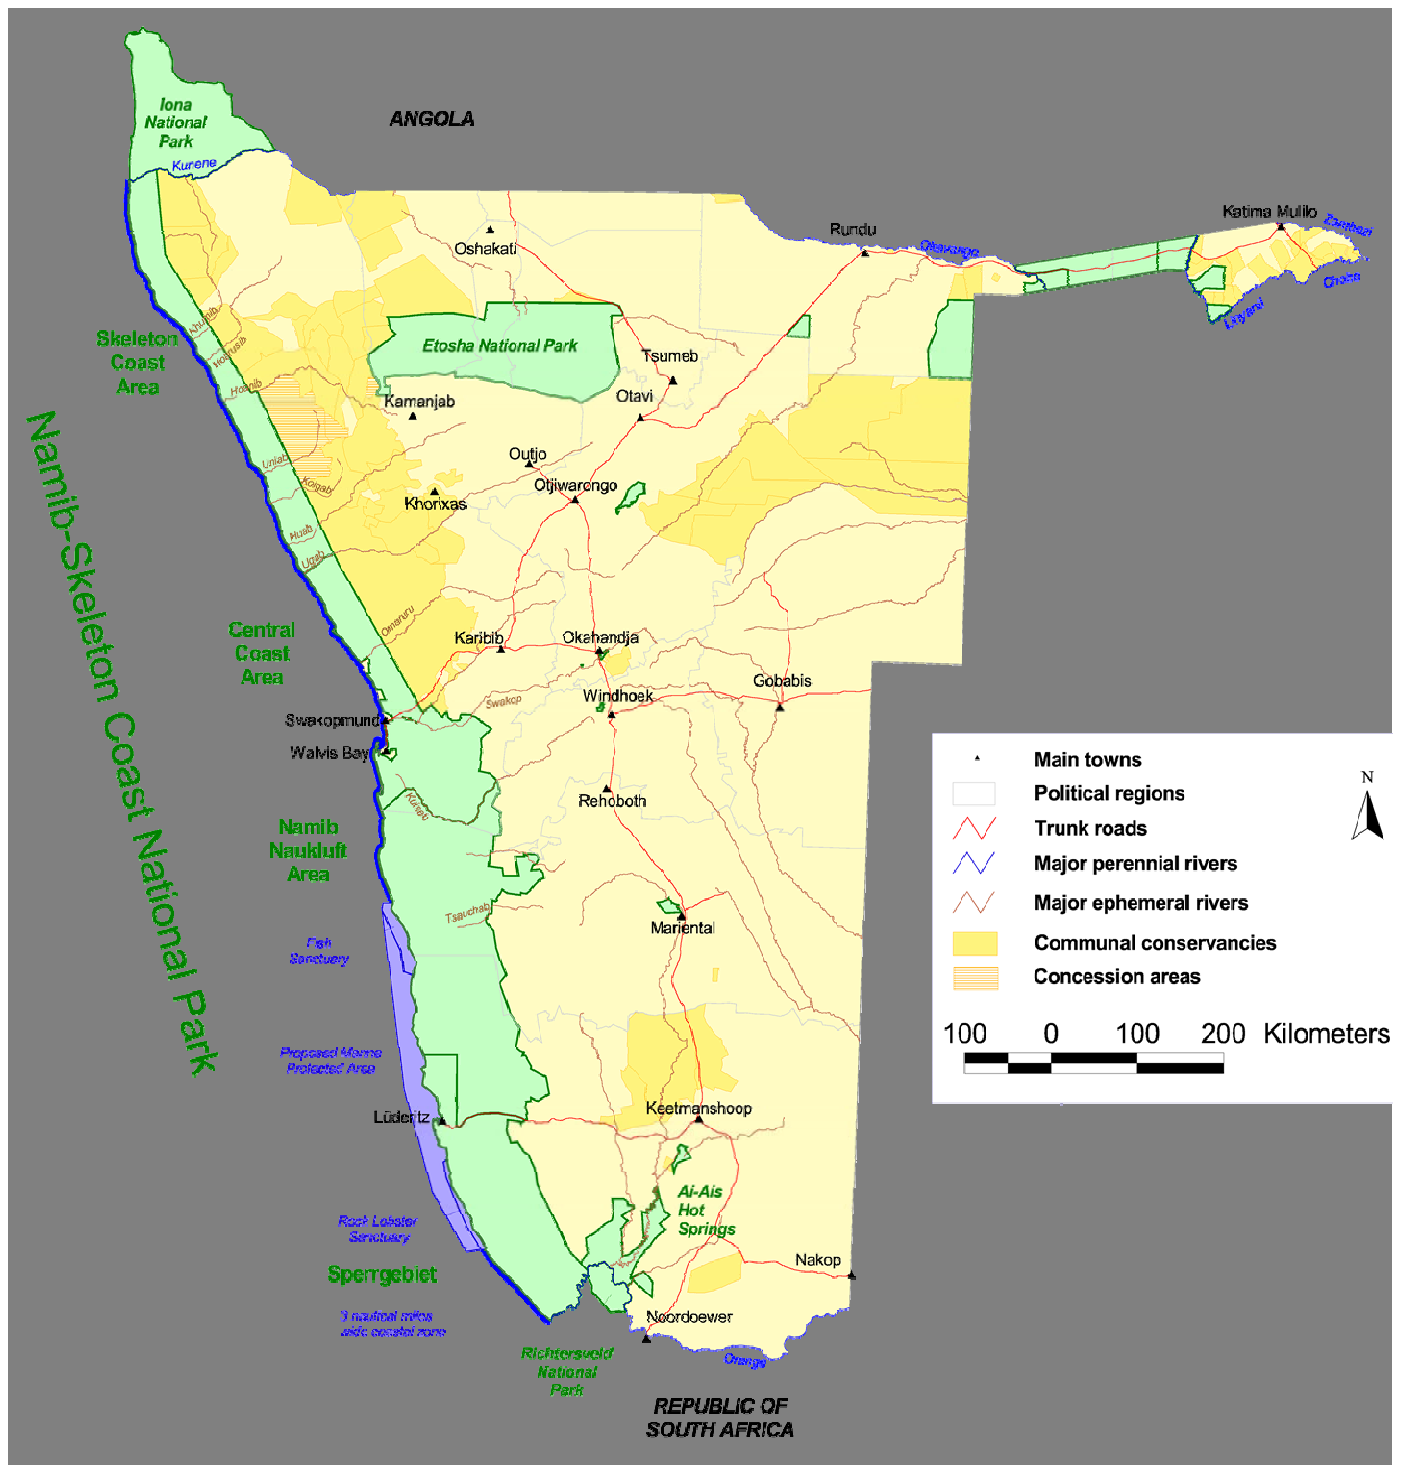 Iona
National
Park
ANGOLA
Kunene
Katima Mulilo
Zambezi
Rundu
Okavango
Oshakati
Chobe
Linyanti
Khumib
Skeleton
Coast
Area
Hoarusib
Etosha National Park
Tsumeb
Hoanib
Kamanjab
Otavi
Namib-Skeleton Coast National Park
Outjo
Uniab
Koigab
Otjiwarongo
Khorixas
Huab
Ugab
Omaruru
Central
Coast
Area
Karibib
Okahandja
Gobabis
Swakop
Windhoek
Swakopmund
Walvis Bay
Main towns
N
Political regions
Rehoboth
Kuiseb
Namib
Naukluft
Area
Trunk roads
Major perennial rivers
Major ephemeral rivers
Tsauchab
Mariental
Fish
Sanctuary
Communal conservancies
Concession areas
100 0 100 200 Kilometers
Proposed Marine
Protected Area
Lüderitz
Keetmanshoop
Ai-Ais
Hot
Springs
Rock Lobster
Sanctuary
Sperrgebiet
Nakop
3 nautical miles
wide coastal zone
Noordoewer
Richtersveld
National
Park
Orange
REPUBLIC OF
SOUTH AFRICA